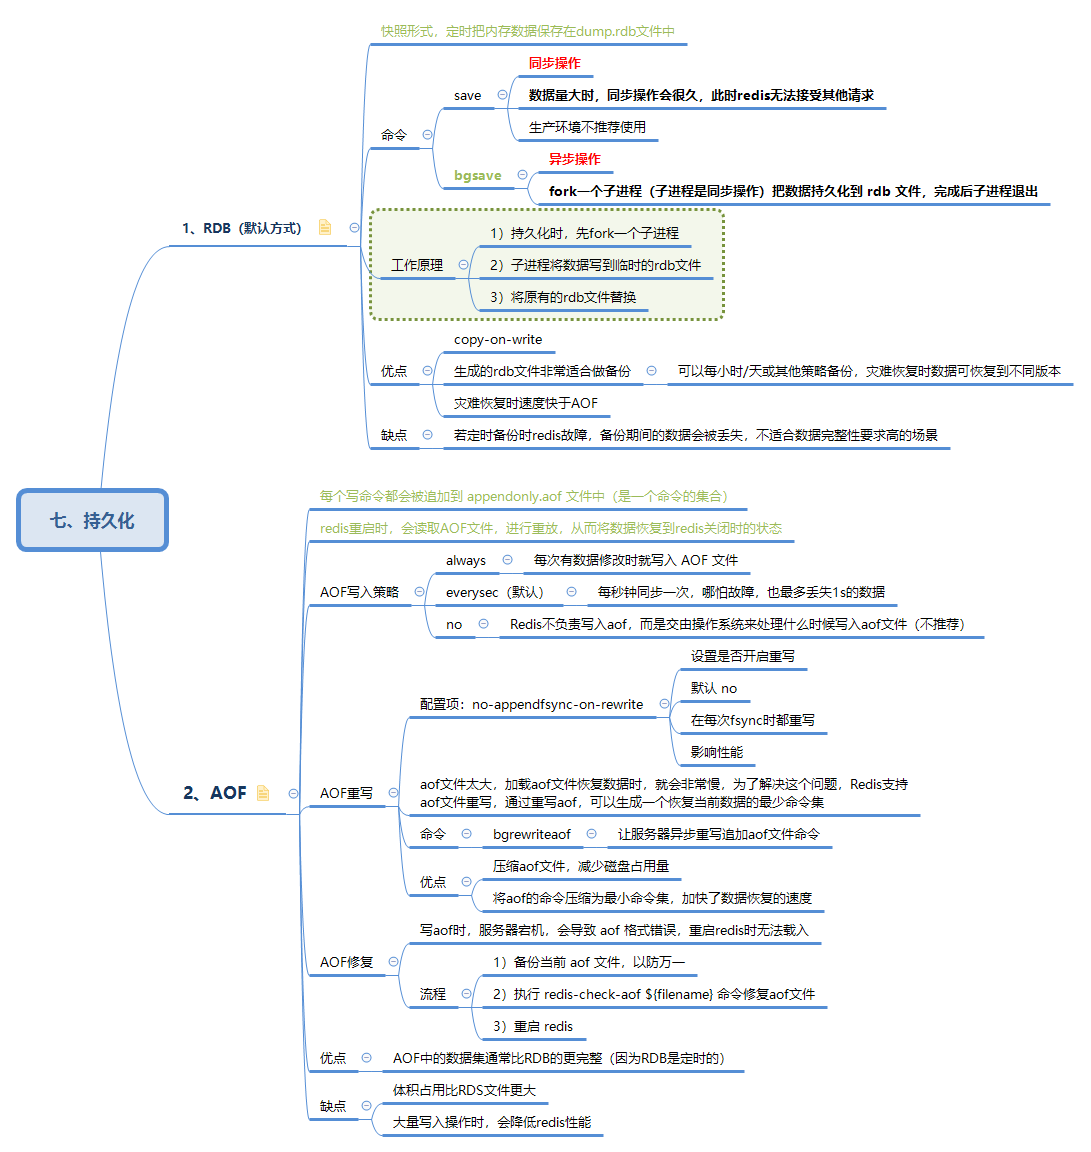 七、持久化
1、RDB（默认方式）
快照形式，定时把内存数据保存在dump.rdb文件中
命令
save
同步操作
数据量大时，同步操作会很久，此时redis无法接受其他请求
生产环境不推荐使用
bgsave
异步操作
fork一个子进程（子进程是同步操作）把数据持久化到 rdb 文件，完成后子进程退出
工作原理
1）持久化时，先fork一个子进程
2）子进程将数据写到临时的rdb文件
3）将原有的rdb文件替换
优点
copy-on-write
生成的rdb文件非常适合做备份
可以每小时/天或其他策略备份，灾难恢复时数据可恢复到不同版本
灾难恢复时速度快于AOF
缺点
若定时备份时redis故障，备份期间的数据会被丢失，不适合数据完整性要求高的场景
2、AOF
每个写命令都会被追加到 appendonly.aof 文件中（是一个命令的集合）
redis重启时，会读取AOF文件，进行重放，从而将数据恢复到redis关闭时的状态
AOF写入策略
always
每次有数据修改时就写入 AOF 文件
everysec（默认）
每秒钟同步一次，哪怕故障，也最多丢失1s的数据
no
Redis不负责写入aof，而是交由操作系统来处理什么时候写入aof文件（不推荐）
AOF重写
配置项：no-appendfsync-on-rewrite
设置是否开启重写
默认 no
在每次fsync时都重写
影响性能
aof文件太大，加载aof文件恢复数据时，就会非常慢，为了解决这个问题，Redis支持
aof文件重写，通过重写aof，可以生成一个恢复当前数据的最少命令集
命令
bgrewriteaof
让服务器异步重写追加aof文件命令
优点
压缩aof文件，减少磁盘占用量
将aof的命令压缩为最小命令集，加快了数据恢复的速度
AOF修复
写aof时，服务器宕机，会导致 aof 格式错误，重启redis时无法载入
流程
1）备份当前 aof 文件，以防万一
2）执行 redis-check-aof ${filename} 命令修复aof文件
3）重启 redis
优点
AOF中的数据集通常比RDB的更完整（因为RDB是定时的）
缺点
体积占用比RDS文件更大
大量写入操作时，会降低redis性能